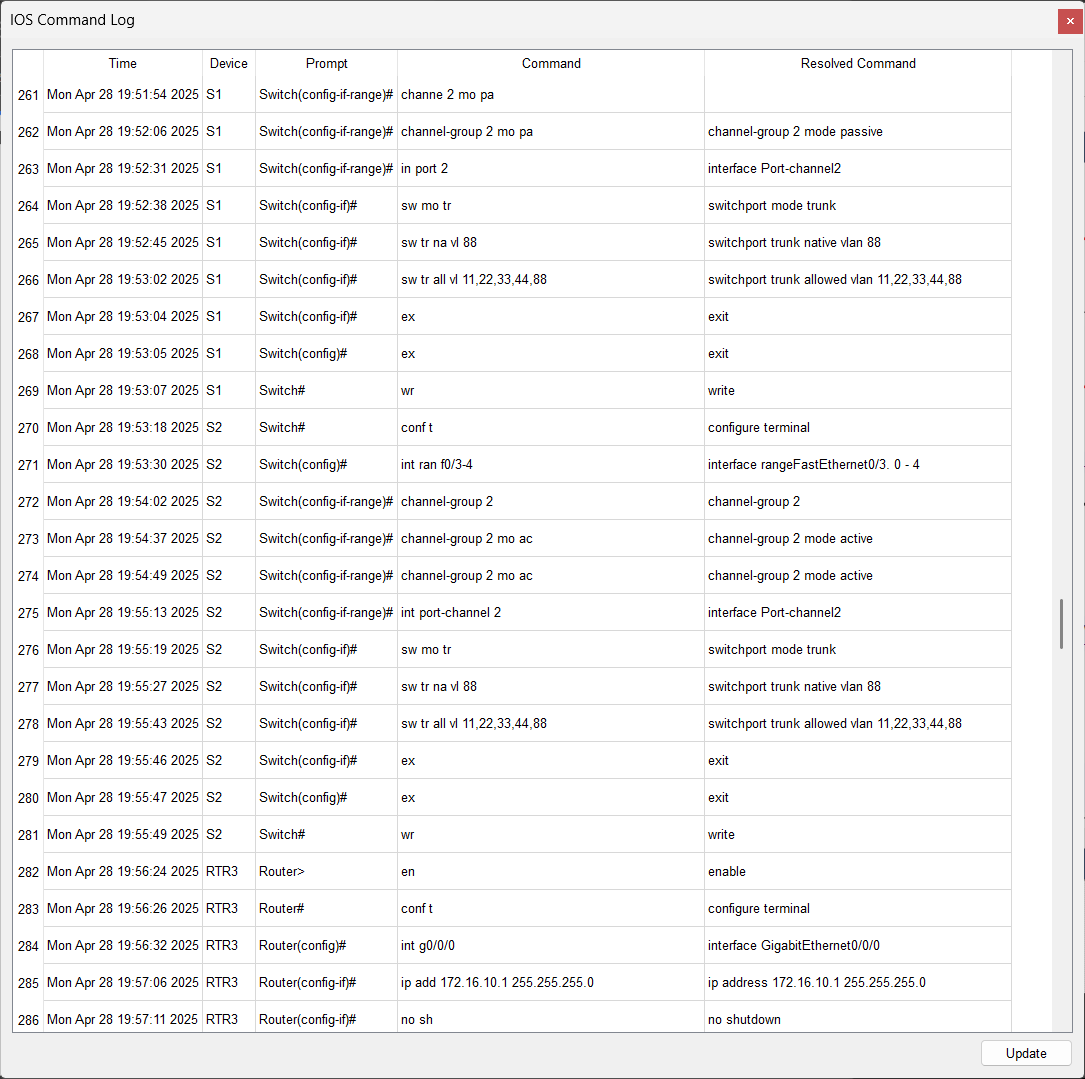 IOS Command Log
Time Device Prompt Command Resolved Command
261 Mon Apr 28 19:51:54 2025 S1 Switch(config-if-range)# channe 2 mo pa
262 Mon Apr 28 19:52:06 2025 S1 Switch(config-if-range)# channel-group 2 mo pa channel-group 2 mode passive
263 Mon Apr 28 19:52:31 2025 S1 Switch(config-if-range)# in port 2 interface Port-channel2
264 Mon Apr 28 19:52:38 2025 S1 Switch(config-if)# sw mo tr switchport mode trunk
265 Mon Apr 28 19:52:45 2025 S1 Switch(config-if)# sw tr na vl 88 switchport trunk native vlan 88
266 Mon Apr 28 19:53:02 2025 S1 Switch(config-if)# sw tr all vl 11,22,33,44,88 switchport trunk allowed vlan 11,22,33,44,88
267 Mon Apr 28 19:53:04 2025 S1 Switch(config-if)# ex exit
268 Mon Apr 28 19:53:05 2025 S1 Switch(config)# ex exit
269 Mon Apr 28 19:53:07 2025 S1 Switch# wr write
270 Mon Apr 28 19:53:18 2025 S2 Switch# conf t configure terminal
271 Mon Apr 28 19:53:30 2025 S2 Switch(config)# int ran f0/3-4 interface rangeFastEthernet0/3. 0 - 4
272 Mon Apr 28 19:54:02 2025 S2 Switch(config-if-range)# channel-group 2 channel-group 2
273 Mon Apr 28 19:54:37 2025 S2 Switch(config-if-range)# channel-group 2 mo ac channel-group 2 mode active
274 Mon Apr 28 19:54:49 2025 S2 Switch(config-if-range)# channel-group 2 mo ac channel-group 2 mode active
275 Mon Apr 28 19:55:13 2025 S2 Switch(config-if-range)# int port-channel 2 interface Port-channel2
276 Mon Apr 28 19:55:19 2025 S2 Switch(config-if)# sw mo tr switchport mode trunk
277 Mon Apr 28 19:55:27 2025 S2 Switch(config-if)# sw tr na vl 88 switchport trunk native vlan 88
278 Mon Apr 28 19:55:43 2025 S2 Switch(config-if)# sw tr all vl 11,22,33,44,88 switchport trunk allowed vlan 11,22,33,44,88
279 Mon Apr 28 19:55:46 2025 S2 Switch(config-if)# ex exit
280 Mon Apr 28 19:55:47 2025 S2 Switch(config)# ex exit
281 Mon Apr 28 19:55:49 2025 S2 Switch# wr write
282 Mon Apr 28 19:56:24 2025 RTR3 Router> en enable
283 Mon Apr 28 19:56:26 2025 RTR3 Router# conf t configure terminal
284 Mon Apr 28 19:56:32 2025 RTR3 Router(config)# int g0/0/0 interface GigabitEthernet0/0/0
285 Mon Apr 28 19:57:06 2025 RTR3 Router(config-if)# ip add 172.16.10.1 255.255.255.0 ip address 172.16.10.1 255.255.255.0
286 Mon Apr 28 19:57:11 2025 RTR3 Router(config-if)# no sh no shutdown
Update